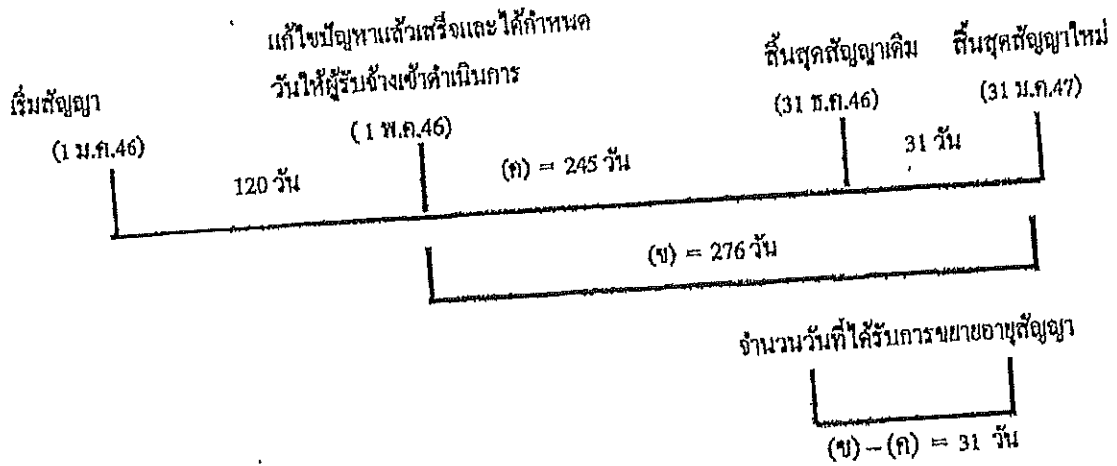 แก้ไขปัญหาแล้วเสร็จและได้กำหนด
วันให้ผู้รับจ้างเข้าดำเนินการ
(1 พ.ค.46)
เริ่มสัญญา
(1 ม.ค.46)
สิ้นสุดสัญญาเดิม
(31 ธ.ค.46)
สิ้นสุดสัญญาใหม่
(31 ม.ค.47)
120 วัน
(ค) = 245 วัน
31 วัน
(ข) = 276 วัน
จำนวนวันที่ได้รับการขยายอายุสัญญา
(ข) – (ค) = 31 วัน